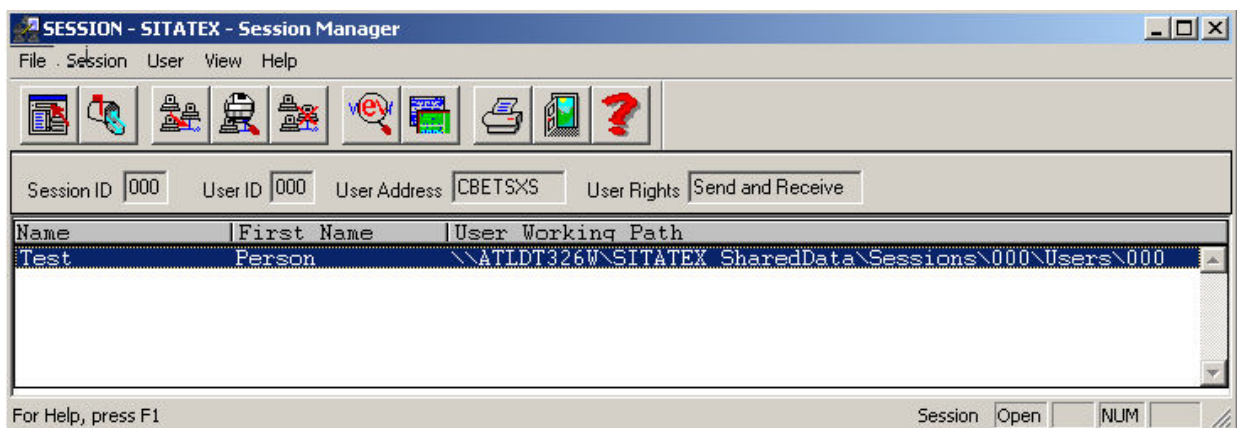 SESSION - SITATEX - Session Manager
File Session User View Help
view
Session ID 000 User ID 000 User Address CBETSXS User Rights Send and Receive
Name |First Name |User Working Path
Test Person \\ATLDT326W\SITATEX SharedData\Sessions\000\Users\000
For Help, press F1 Session Open NUM